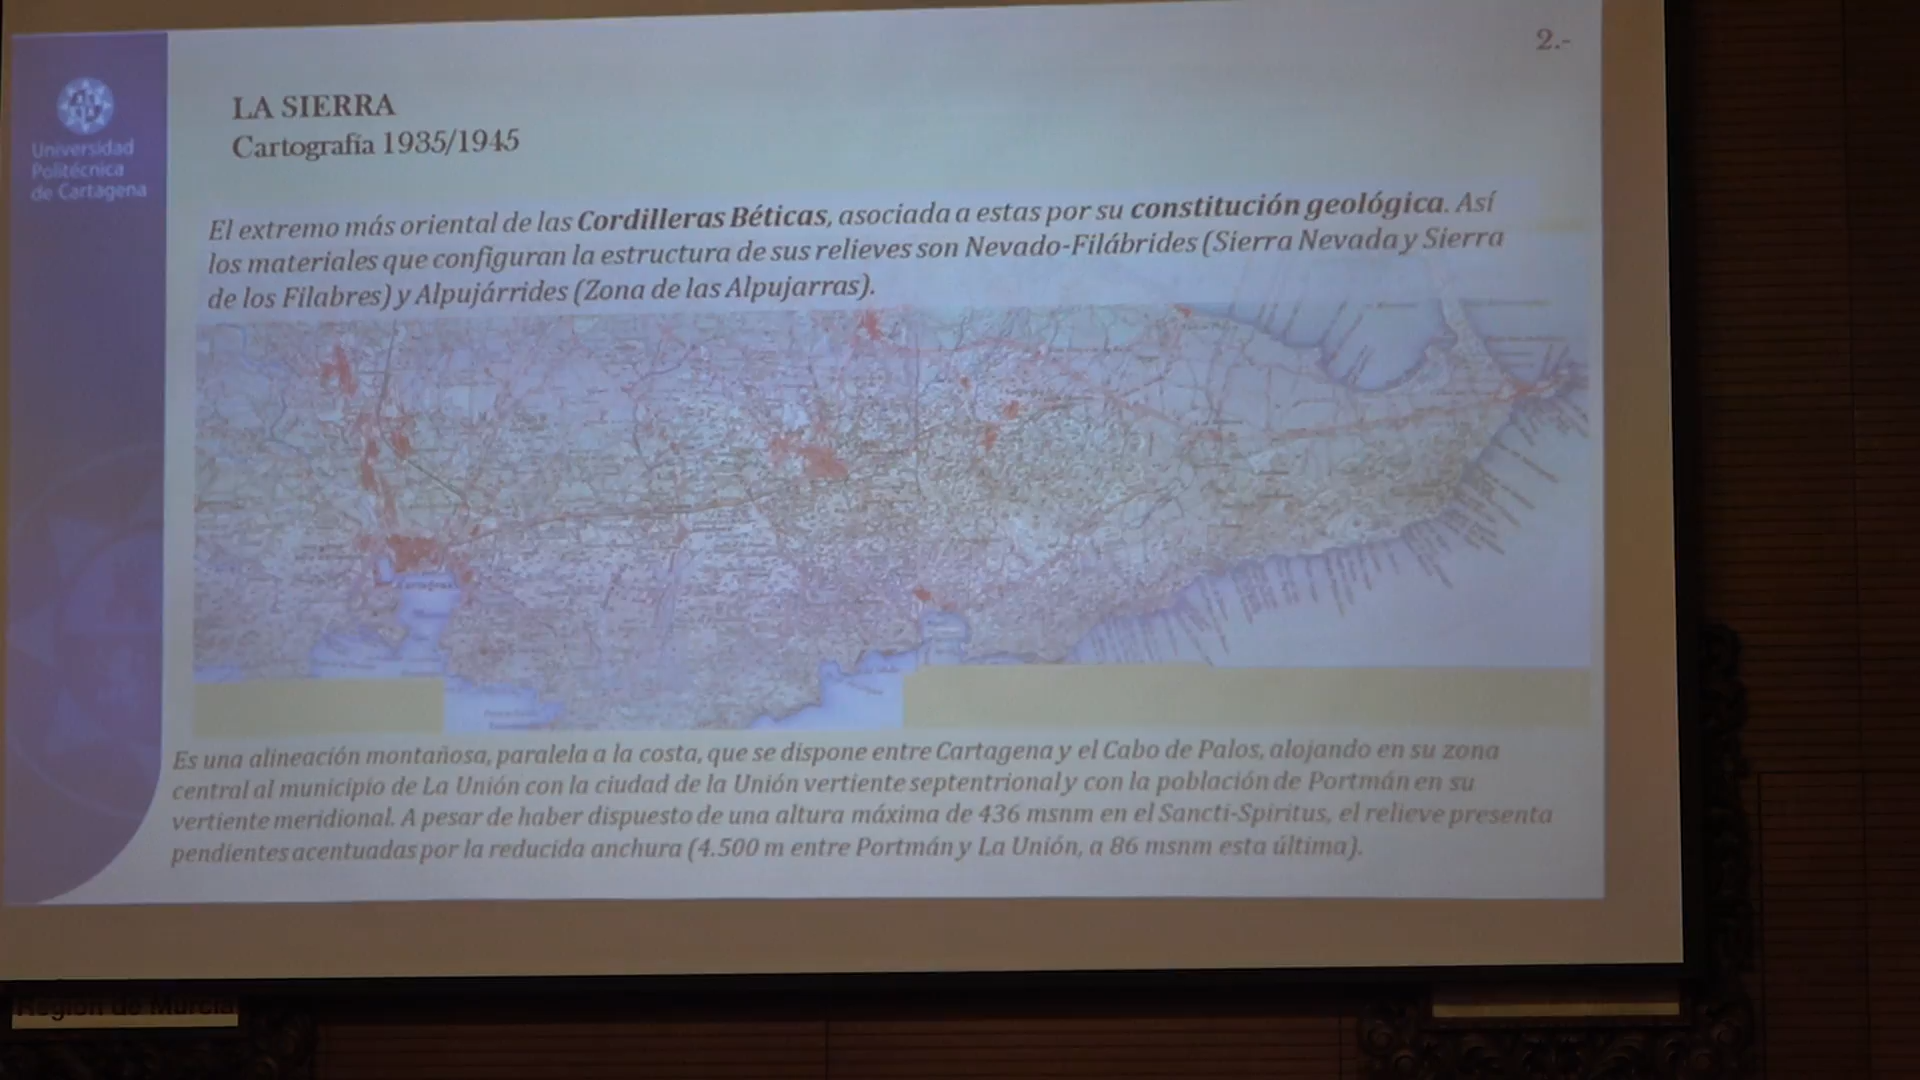 2.-
Universidad
Politécnica
de Cartagena
LA SIERRA
Cartografía 1935/1945
El extremo más oriental de las Cordilleras Béticas, asociada a estas por su constitución geológica. Así
los materiales que configuran la estructura de sus relieves son Nevado-Filábrides (Sierra Nevada y Sierra
de los Filabres) y Alpujárrides (Zona de las Alpujarras).
Cartagena
Es una alineación montañosa, paralela a la costa, que se dispone entre Cartagena y el Cabo de Palos, alojando en su zona
central al municipio de La Unión con la ciudad de la Unión vertiente septentrional y con la población de Portmán en su
vertiente meridional. A pesar de haber dispuesto de una altura máxima de 436 msnm en el Sancti-Spiritus, el relieve presenta
pendientes acentuadas por la reducida anchura (4.500 m entre Portmán y La Unión, a 86 msnm esta última).
Región de Murcia